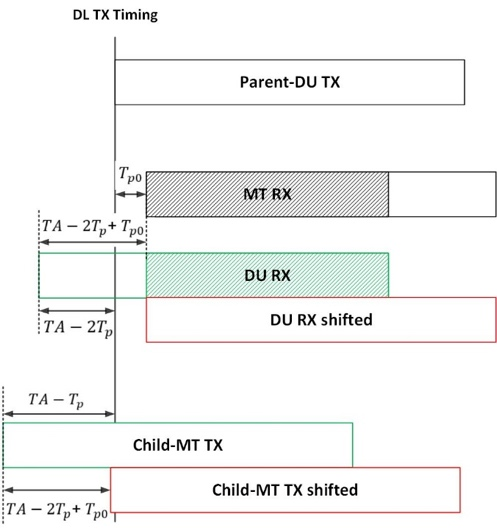 DL TX Timing
Parent-DU TX
T_{p0}
MT RX
TA − 2T_p + T_{p0}
DU RX
DU RX shifted
TA − 2T_p
TA − T_p
Child-MT TX
Child-MT TX shifted
TA − 2T_p + T_{p0}